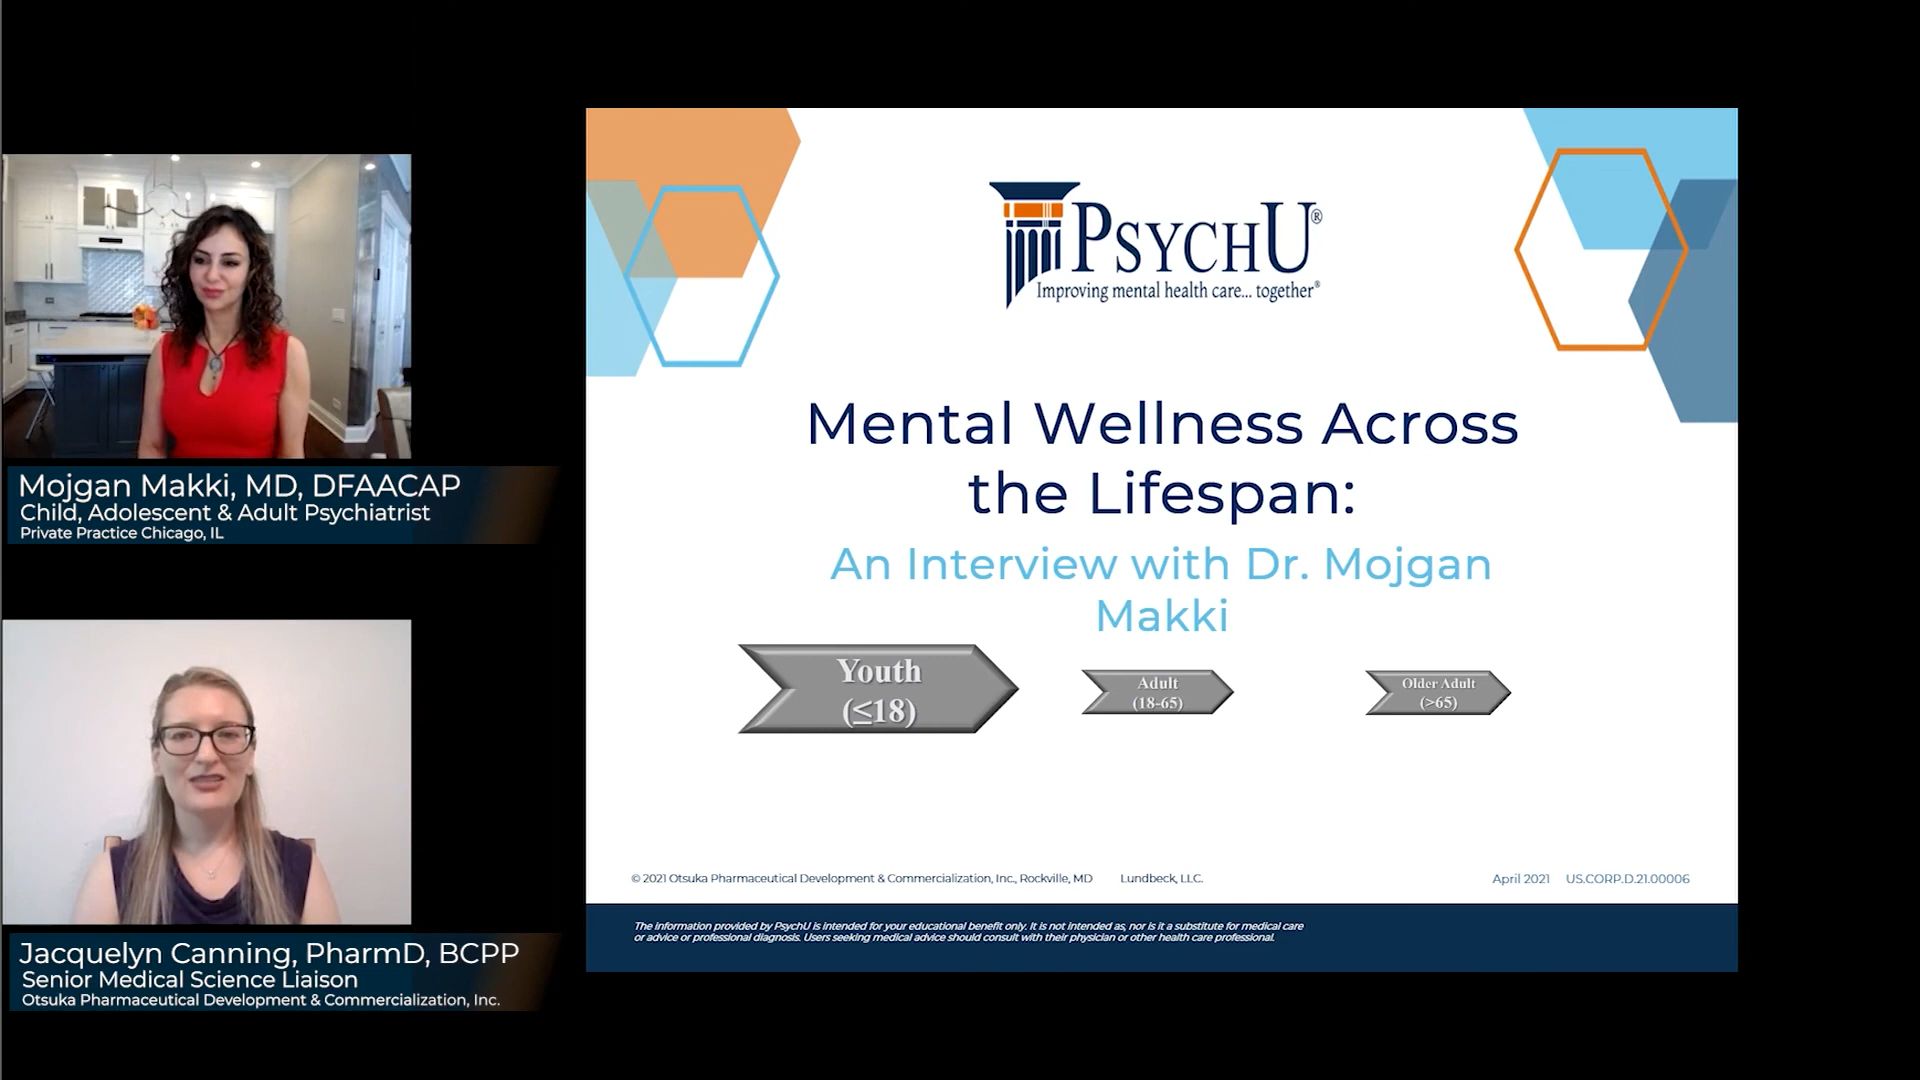 Mojgan Makki, MD, DFAACAP
Child, Adolescent & Adult Psychiatrist
Private Practice Chicago, IL
Jacquelyn Canning, PharmD, BCPP
Senior Medical Science Liaison
Otsuka Pharmaceutical Development & Commercialization, Inc.
PSYCHU®
Improving mental health care... together®
Mental Wellness Across
the Lifespan:
An Interview with Dr. Mojgan
Makki
Youth
(≤18)
Adult
(18-65)
Older Adult
(>65)
© 2021 Otsuka Pharmaceutical Development & Commercialization, Inc., Rockville, MD Lundbeck, LLC.
April 2021 US.CORP.D.21.00006
The information provided by PsychU is intended for your educational benefit only. It is not intended as, nor is it a substitute for medical care
or advice or professional diagnosis. Users seeking medical advice should consult with their physician or other health care professional.